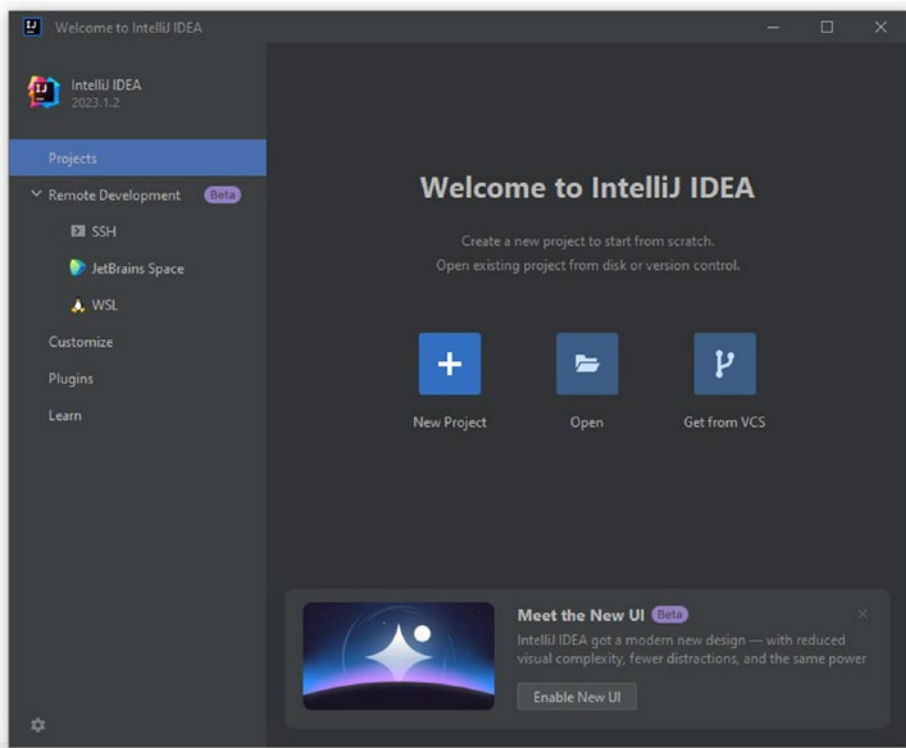 Welcome to IntelliJ IDEA
IntelliJ IDEA
2023.1.2
Projects
Remote Development Beta
SSH
JetBrains Space
WSL
Customize
Plugins
Learn
Welcome to IntelliJ IDEA
Create a new project to start from scratch.
Open existing project from disk or version control.
New Project
Open
Get from VCS
Meet the New UI Beta
IntelliJ IDEA got a modern new design — with reduced
visual complexity, fewer distractions, and the same power
Enable New UI